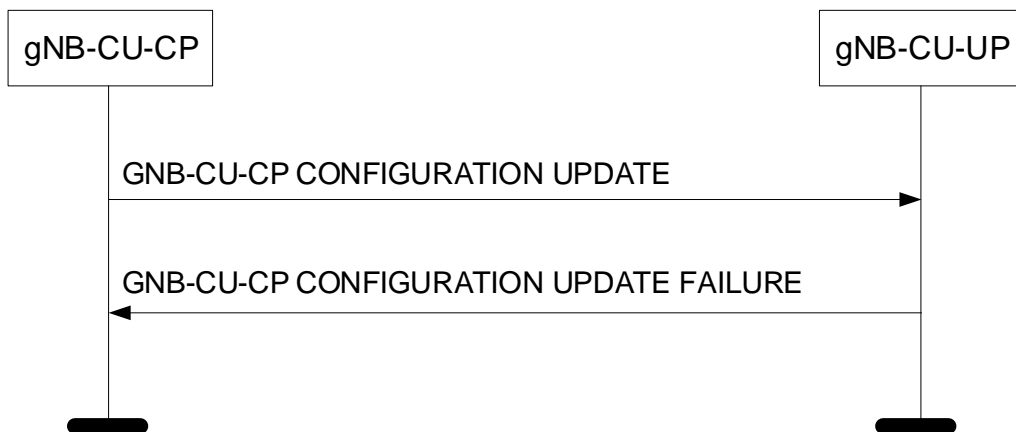 gNB-CU-CP
gNB-CU-UP
GNB-CU-CP CONFIGURATION UPDATE
GNB-CU-CP CONFIGURATION UPDATE FAILURE